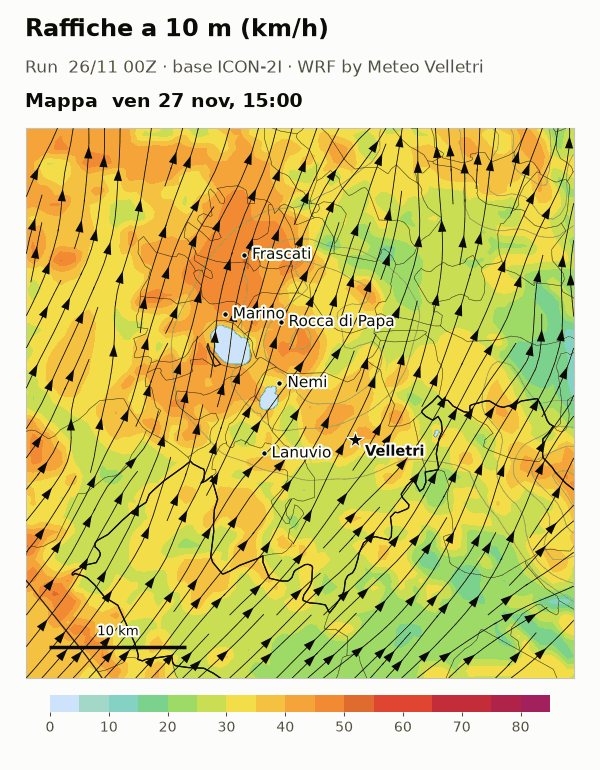 Raffiche a 10 m (km/h)
Run  26/11 00Z · base ICON-2I · WRF by Meteo Velletri
Mappa  ven 27 nov, 15:00
Frascati
Marino
Rocca di Papa
Nemi
Velletri
Lanuvio
10 km
0 10 20 30 40 50 60 70 80